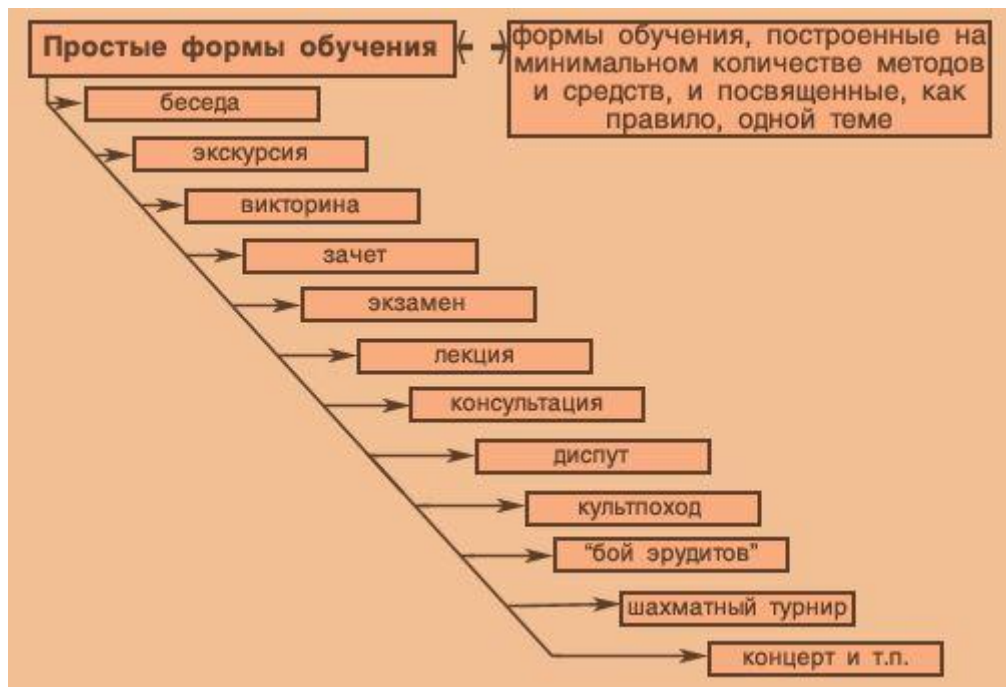 Простые формы обучения
формы обучения, построенные на
минимальном количестве методов
и средств, и посвященные, как
правило, одной теме
беседа
экскурсия
викторина
зачет
экзамен
лекция
консультация
диспут
культпоход
"бой эрудитов"
шахматный турнир
концерт и т.п.